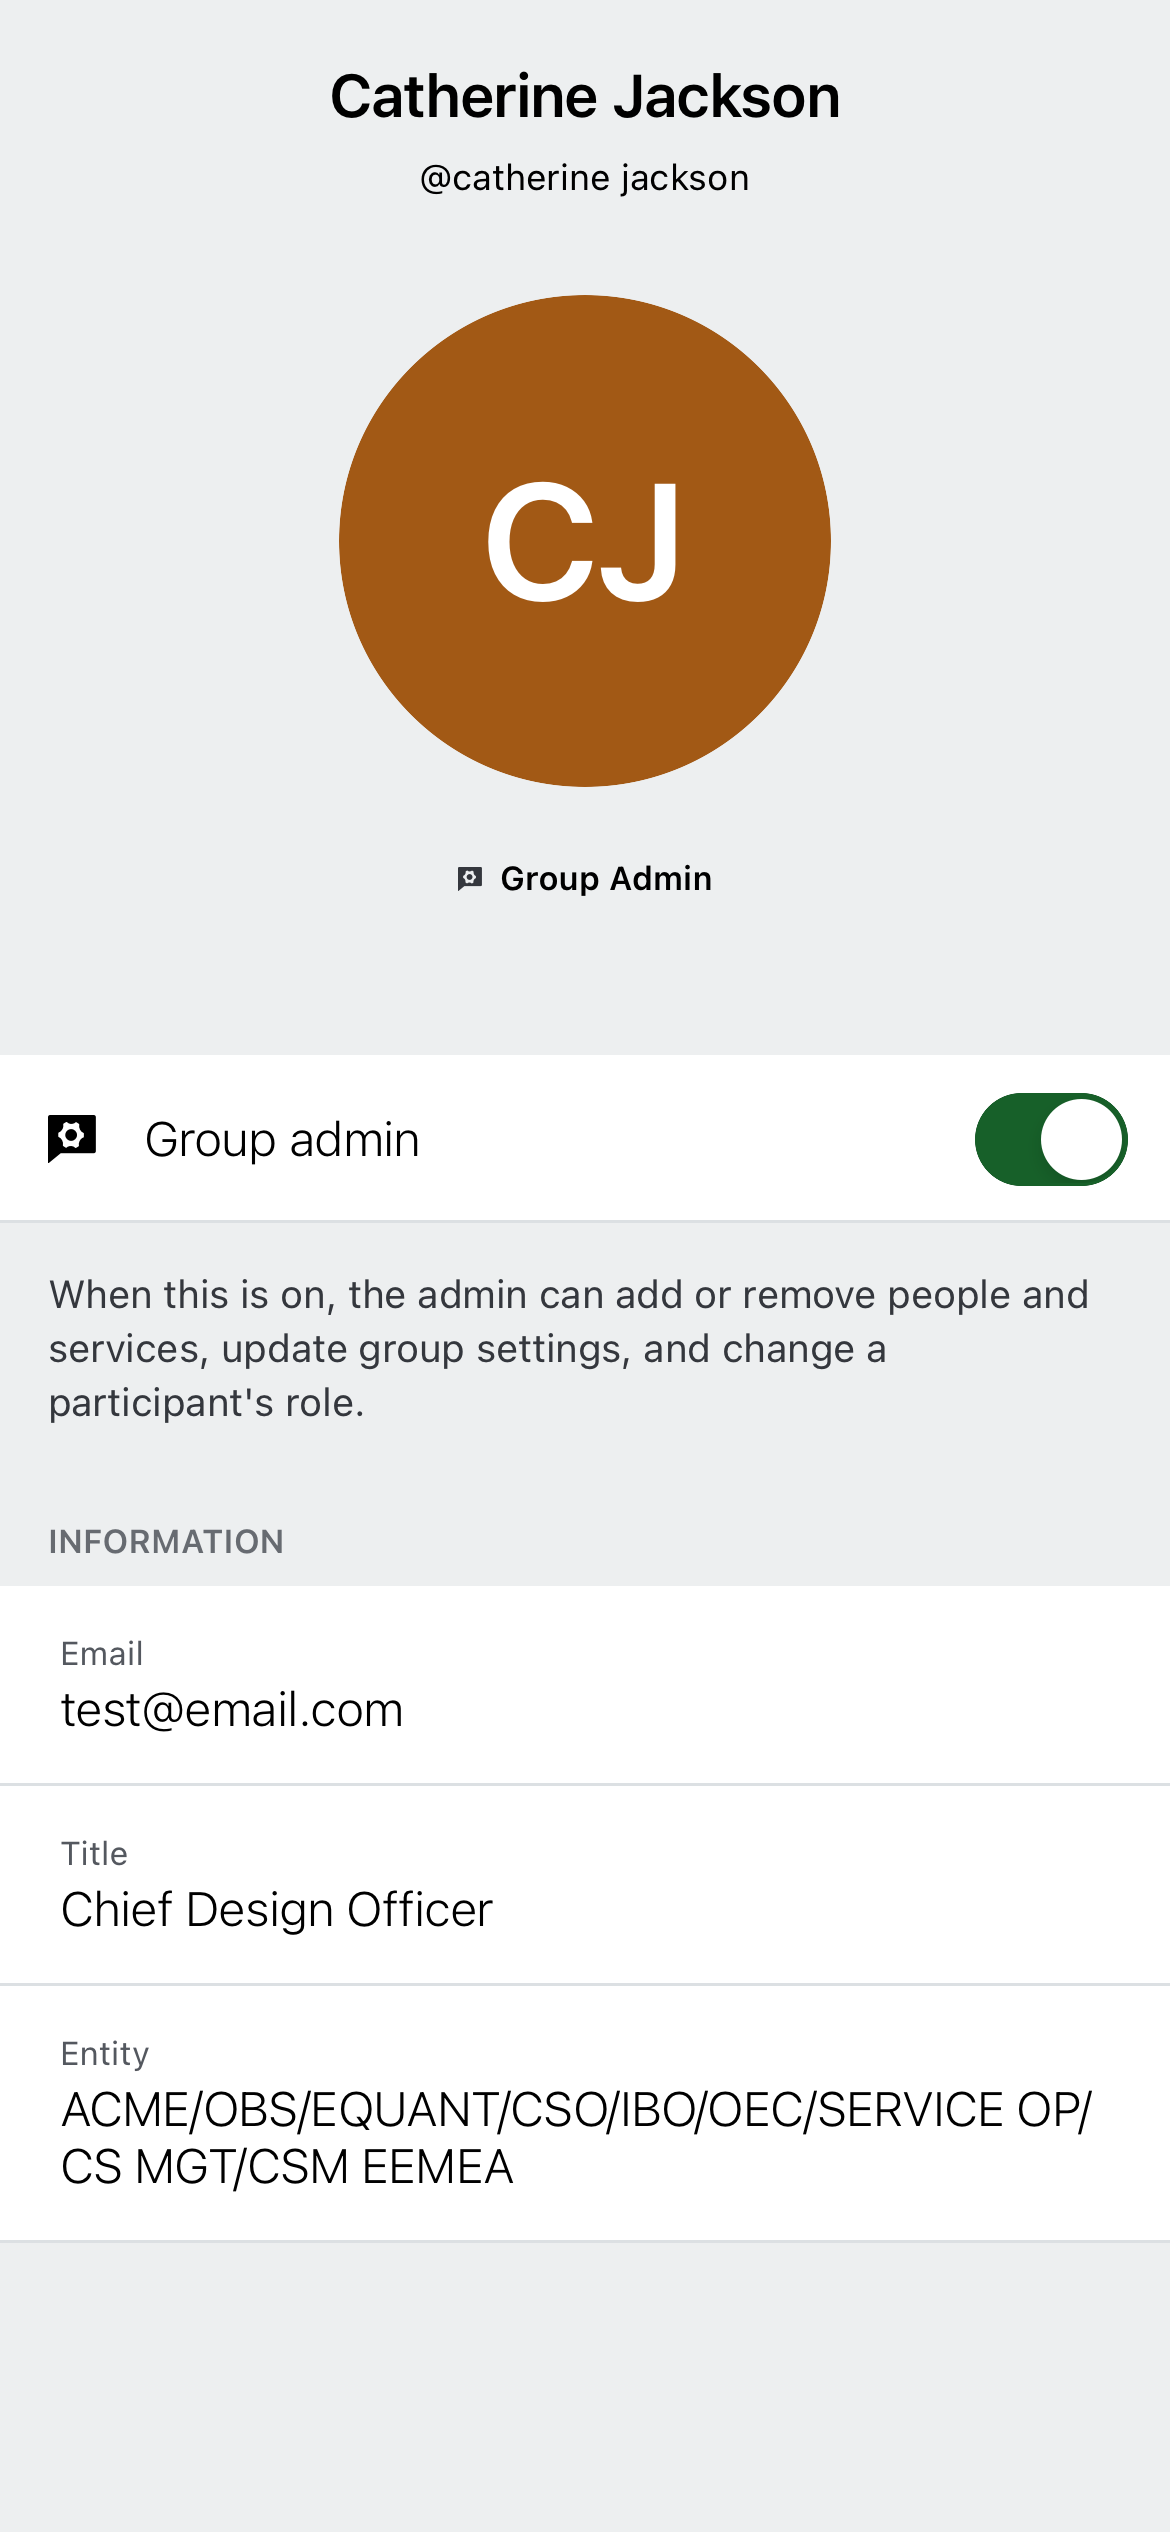 Catherine Jackson
@catherine jackson
CJ
Group Admin
Group admin
When this is on, the admin can add or remove people and
services, update group settings, and change a
participant's role.
INFORMATION
Email
test@email.com
Title
Chief Design Officer
Entity
ACME/OBS/EQUANT/CSO/IBO/OEC/SERVICE OP/
CS MGT/CSM EEMEA